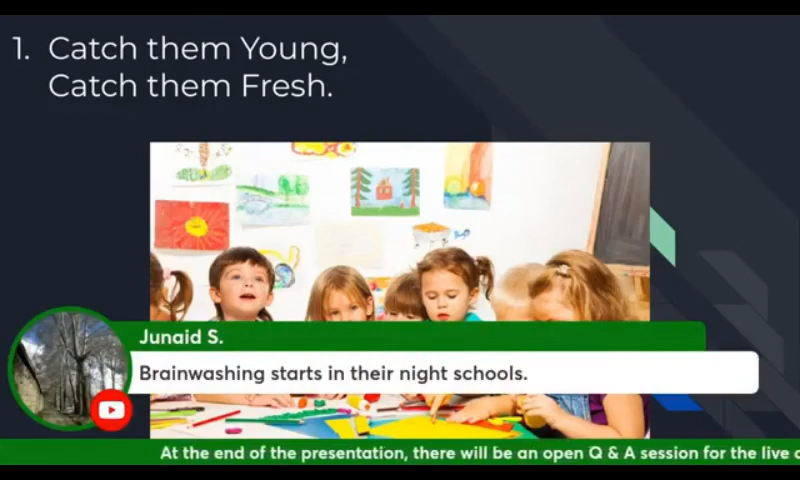 1. Catch them Young,
Catch them Fresh.
Junaid S.
Brainwashing starts in their night schools.
At the end of the presentation, there will be an open Q & A session for the live